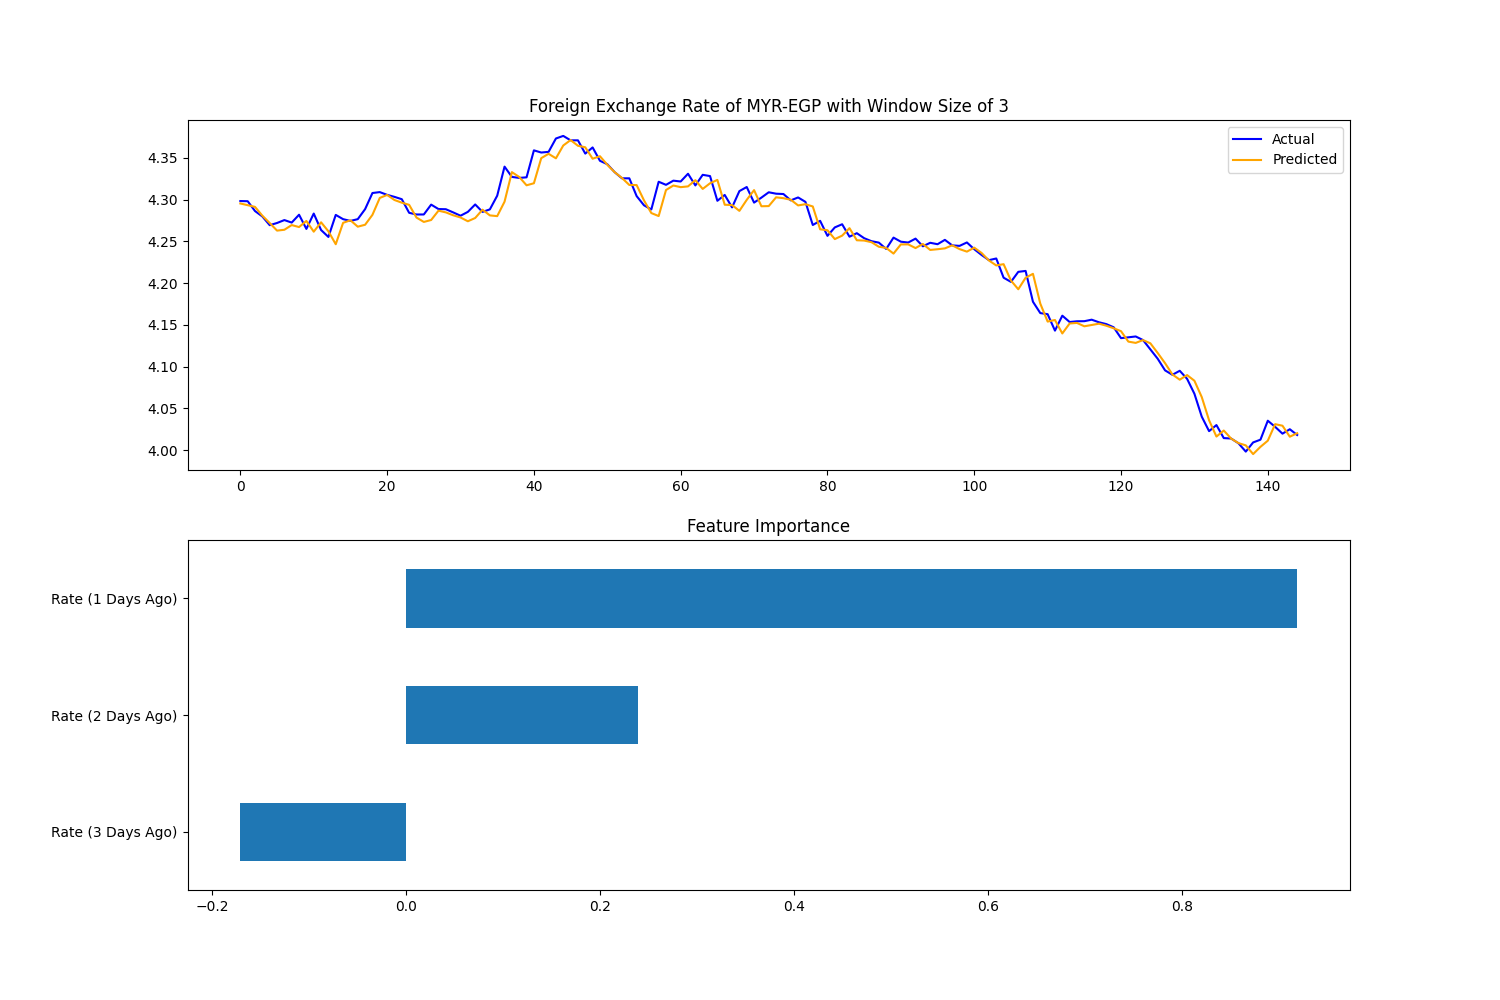 Foreign Exchange Rate of MYR-EGP with Window Size of 3
Actual
Predicted
4.35
4.30
4.25
4.20
4.15
4.10
4.05
4.00
0 20 40 60 80 100 120 140
Feature Importance
Rate (1 Days Ago)
Rate (2 Days Ago)
Rate (3 Days Ago)
−0.2 0.0 0.2 0.4 0.6 0.8